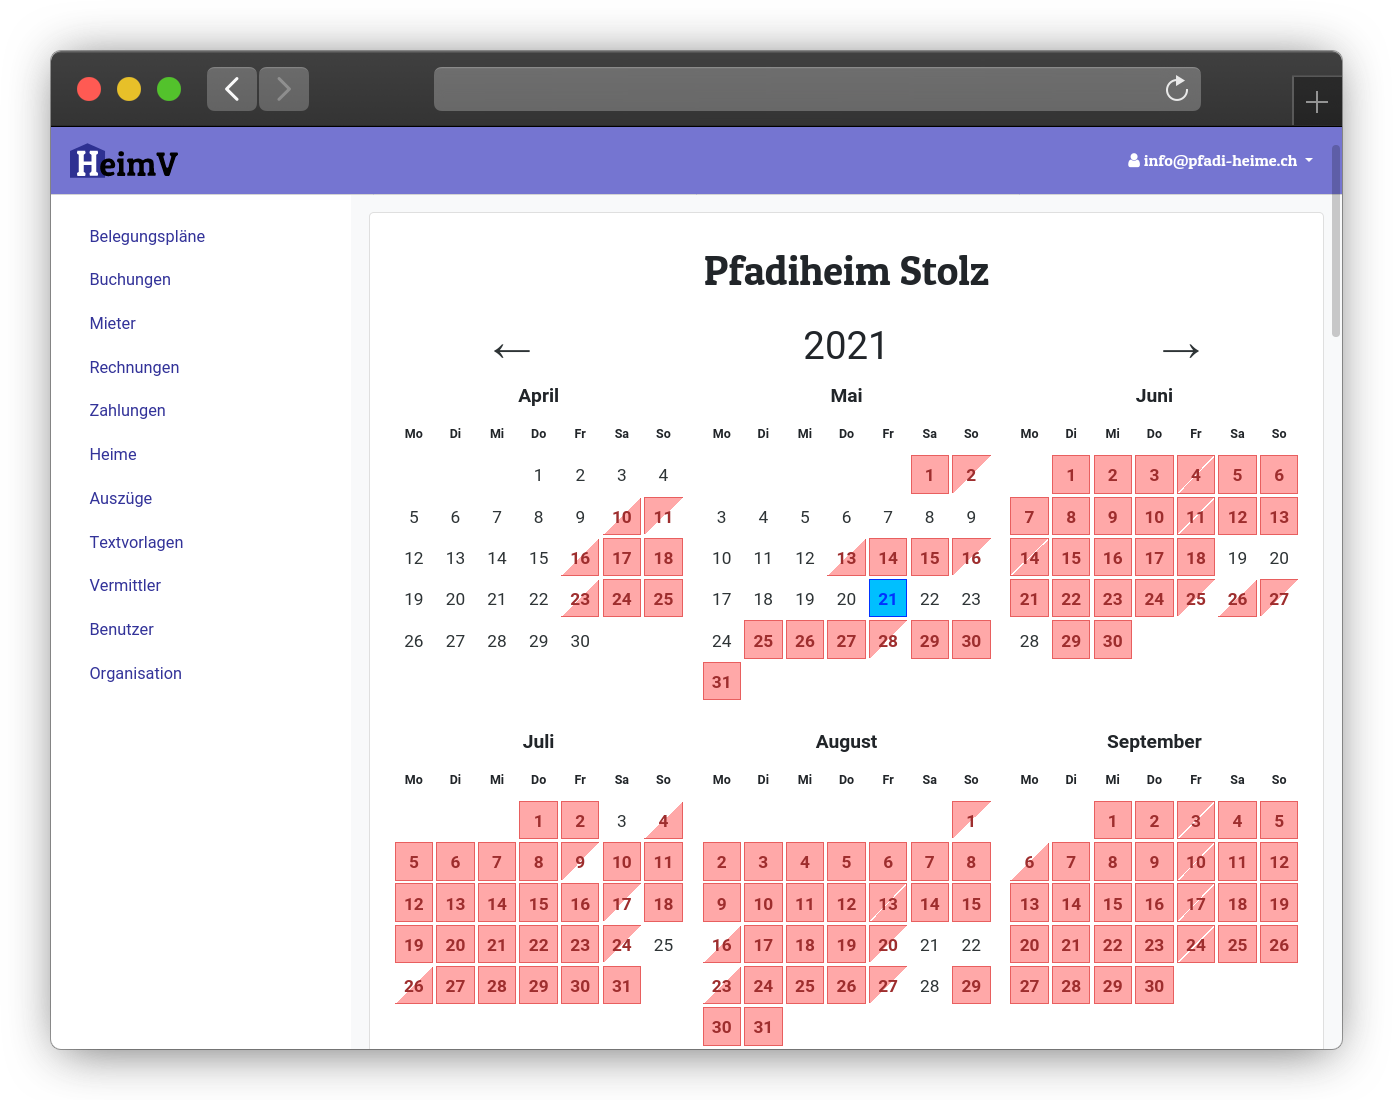 HeimV
info@pfadi-heime.ch
Belegungspläne
Buchungen
Mieter
Rechnungen
Zahlungen
Heime
Auszüge
Textvorlagen
Vermittler
Benutzer
Organisation
Pfadiheim Stolz
← 2021 →
April
Mo Di Mi Do Fr Sa So
1 2 3 4
5 6 7 8 9 10 11
12 13 14 15 16 17 18
19 20 21 22 23 24 25
26 27 28 29 30
Mai
Mo Di Mi Do Fr Sa So
1 2
3 4 5 6 7 8 9
10 11 12 13 14 15 16
17 18 19 20 21 22 23
24 25 26 27 28 29 30
31
Juni
Mo Di Mi Do Fr Sa So
1 2 3 4 5 6
7 8 9 10 11 12 13
14 15 16 17 18 19 20
21 22 23 24 25 26 27
28 29 30
Juli
Mo Di Mi Do Fr Sa So
1 2 3 4
5 6 7 8 9 10 11
12 13 14 15 16 17 18
19 20 21 22 23 24 25
26 27 28 29 30 31
August
Mo Di Mi Do Fr Sa So
1
2 3 4 5 6 7 8
9 10 11 12 13 14 15
16 17 18 19 20 21 22
23 24 25 26 27 28 29
30 31
September
Mo Di Mi Do Fr Sa So
1 2 3 4 5
6 7 8 9 10 11 12
13 14 15 16 17 18 19
20 21 22 23 24 25 26
27 28 29 30